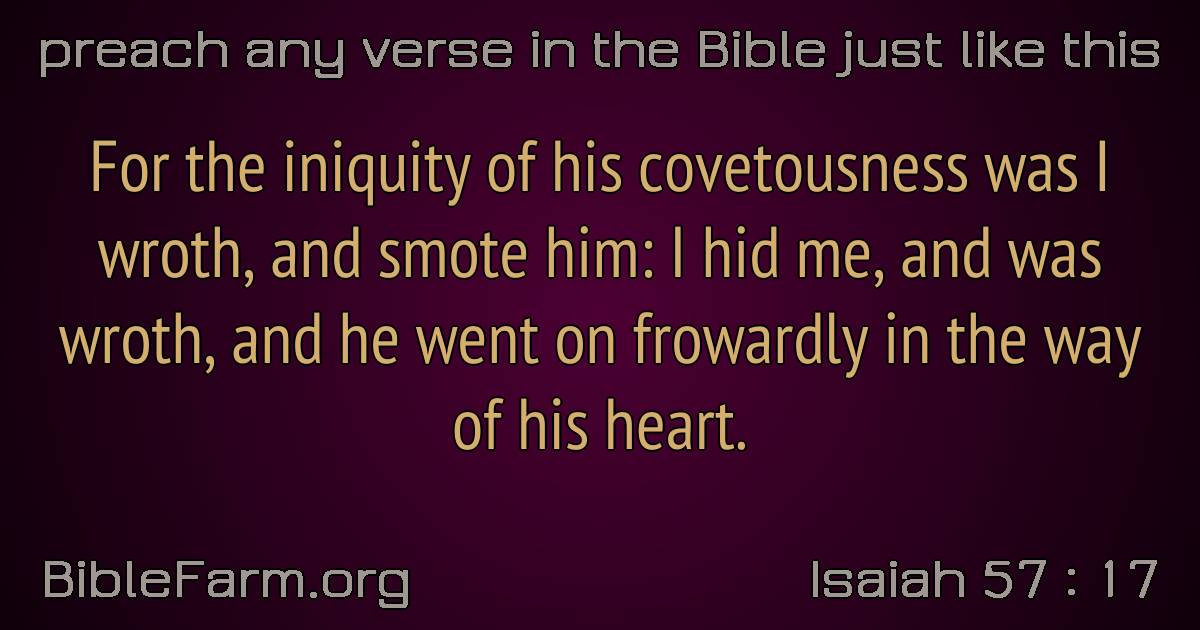 preach any verse in the Bible just like this
For the iniquity of his covetousness was I
wroth, and smote him: I hid me, and was
wroth, and he went on frowardly in the way
of his heart.
BibleFarm.org
Isaiah 57 : 17